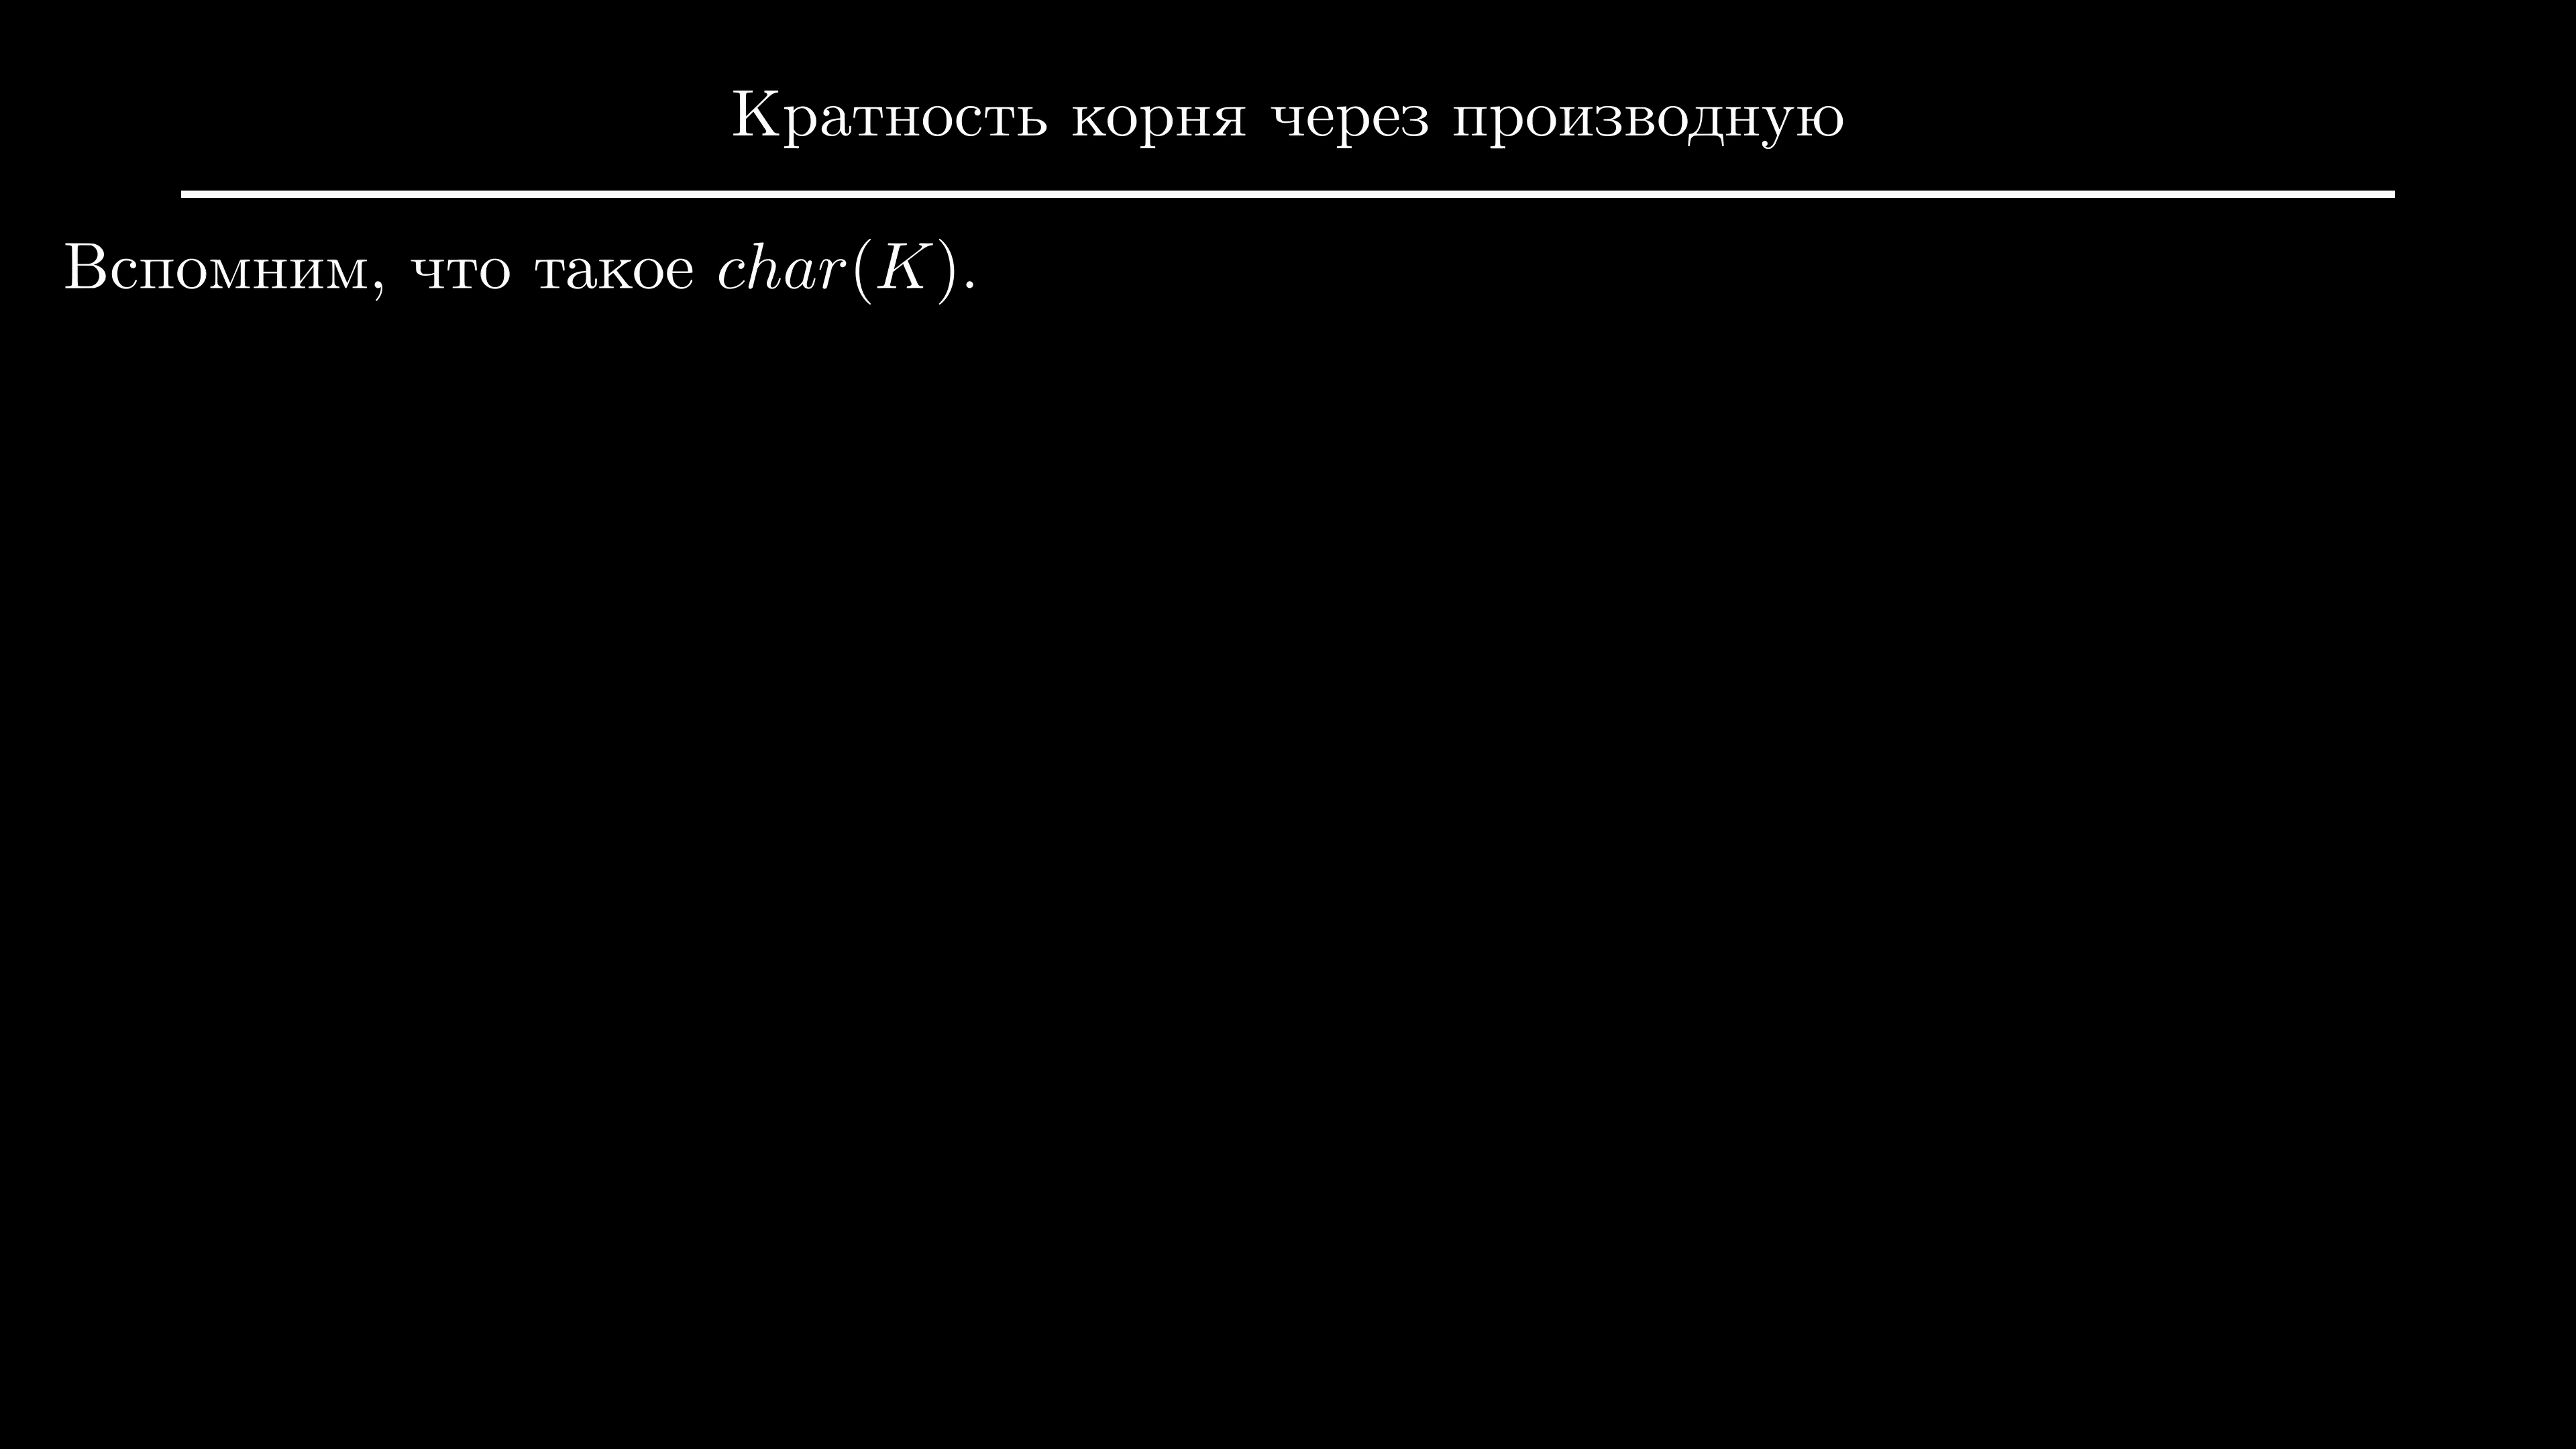 Кратность корня через производную
Вспомним, что такое char(K).